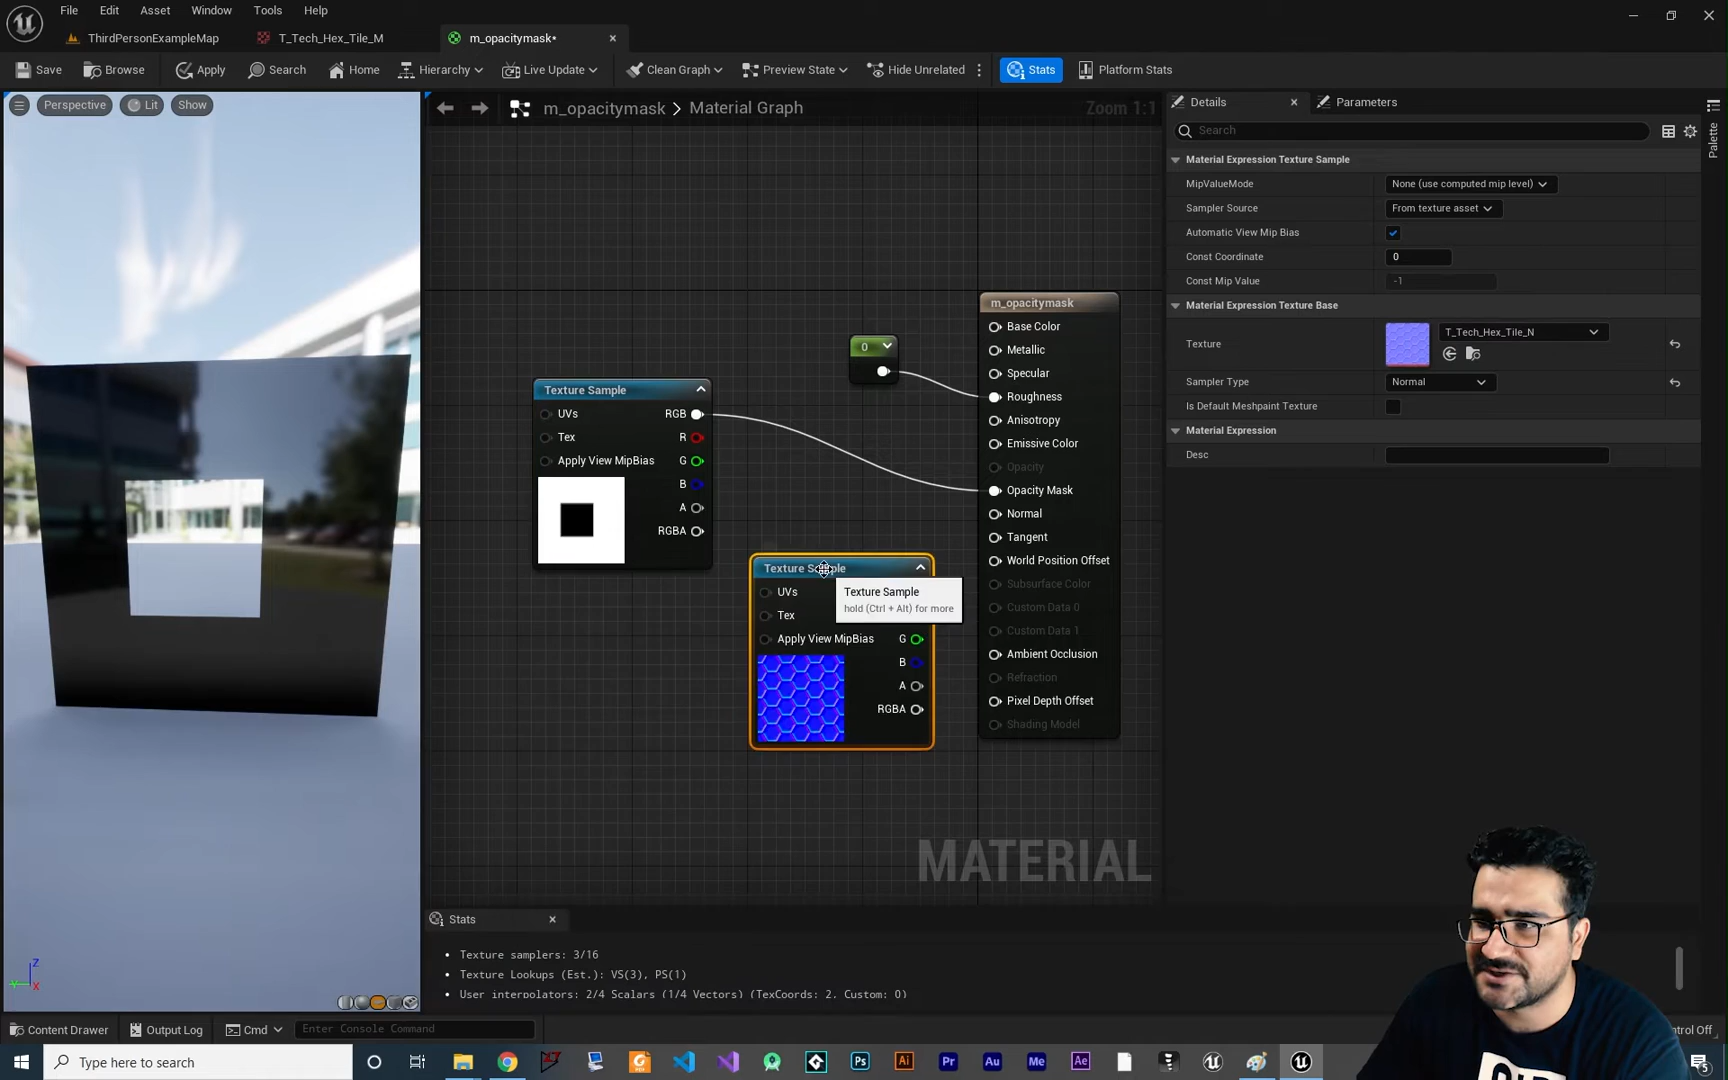 File Edit Asset Window Tools Help
ThirdPersonExampleMap T_Tech_Hex_Tile_M m_opacitymask*
Save Browse Apply Search Home Hierarchy Live Update Clean Graph Preview State Hide Unrelated Stats Platform Stats
Perspective Lit Show
m_opacitymask > Material Graph
Zoom 1:1
0
Texture Sample
UVs RGB
Tex R
Apply View MipBias G
B
A
RGBA
Texture Sample
UVs
Tex
Apply View MipBias G
B
A
RGBA
Texture Sample
hold (Ctrl + Alt) for more
m_opacitymask
Base Color
Metallic
Specular
Roughness
Anisotropy
Emissive Color
Opacity
Opacity Mask
Normal
Tangent
World Position Offset
Subsurface Color
Custom Data 0
Custom Data 1
Ambient Occlusion
Refraction
Pixel Depth Offset
Shading Model
MATERIAL
Stats
• Texture samplers: 3/16
• Texture Lookups (Est.): VS(3), PS(1)
• User interpolators: 2/4 Scalars (1/4 Vectors) (TexCoords: 2, Custom: 0)
Details Parameters
Search
Palette
Material Expression Texture Sample
MipValueMode None (use computed mip level)
Sampler Source From texture asset
Automatic View Mip Bias
Const Coordinate 0
Const Mip Value -1
Material Expression Texture Base
Texture T_Tech_Hex_Tile_N
Sampler Type Normal
Is Default Meshpaint Texture
Material Expression
Desc
Z
Y
X
Content Drawer Output Log Cmd Enter Console Command
Type here to search
Ai Pr Au Me Ae
Ps
5